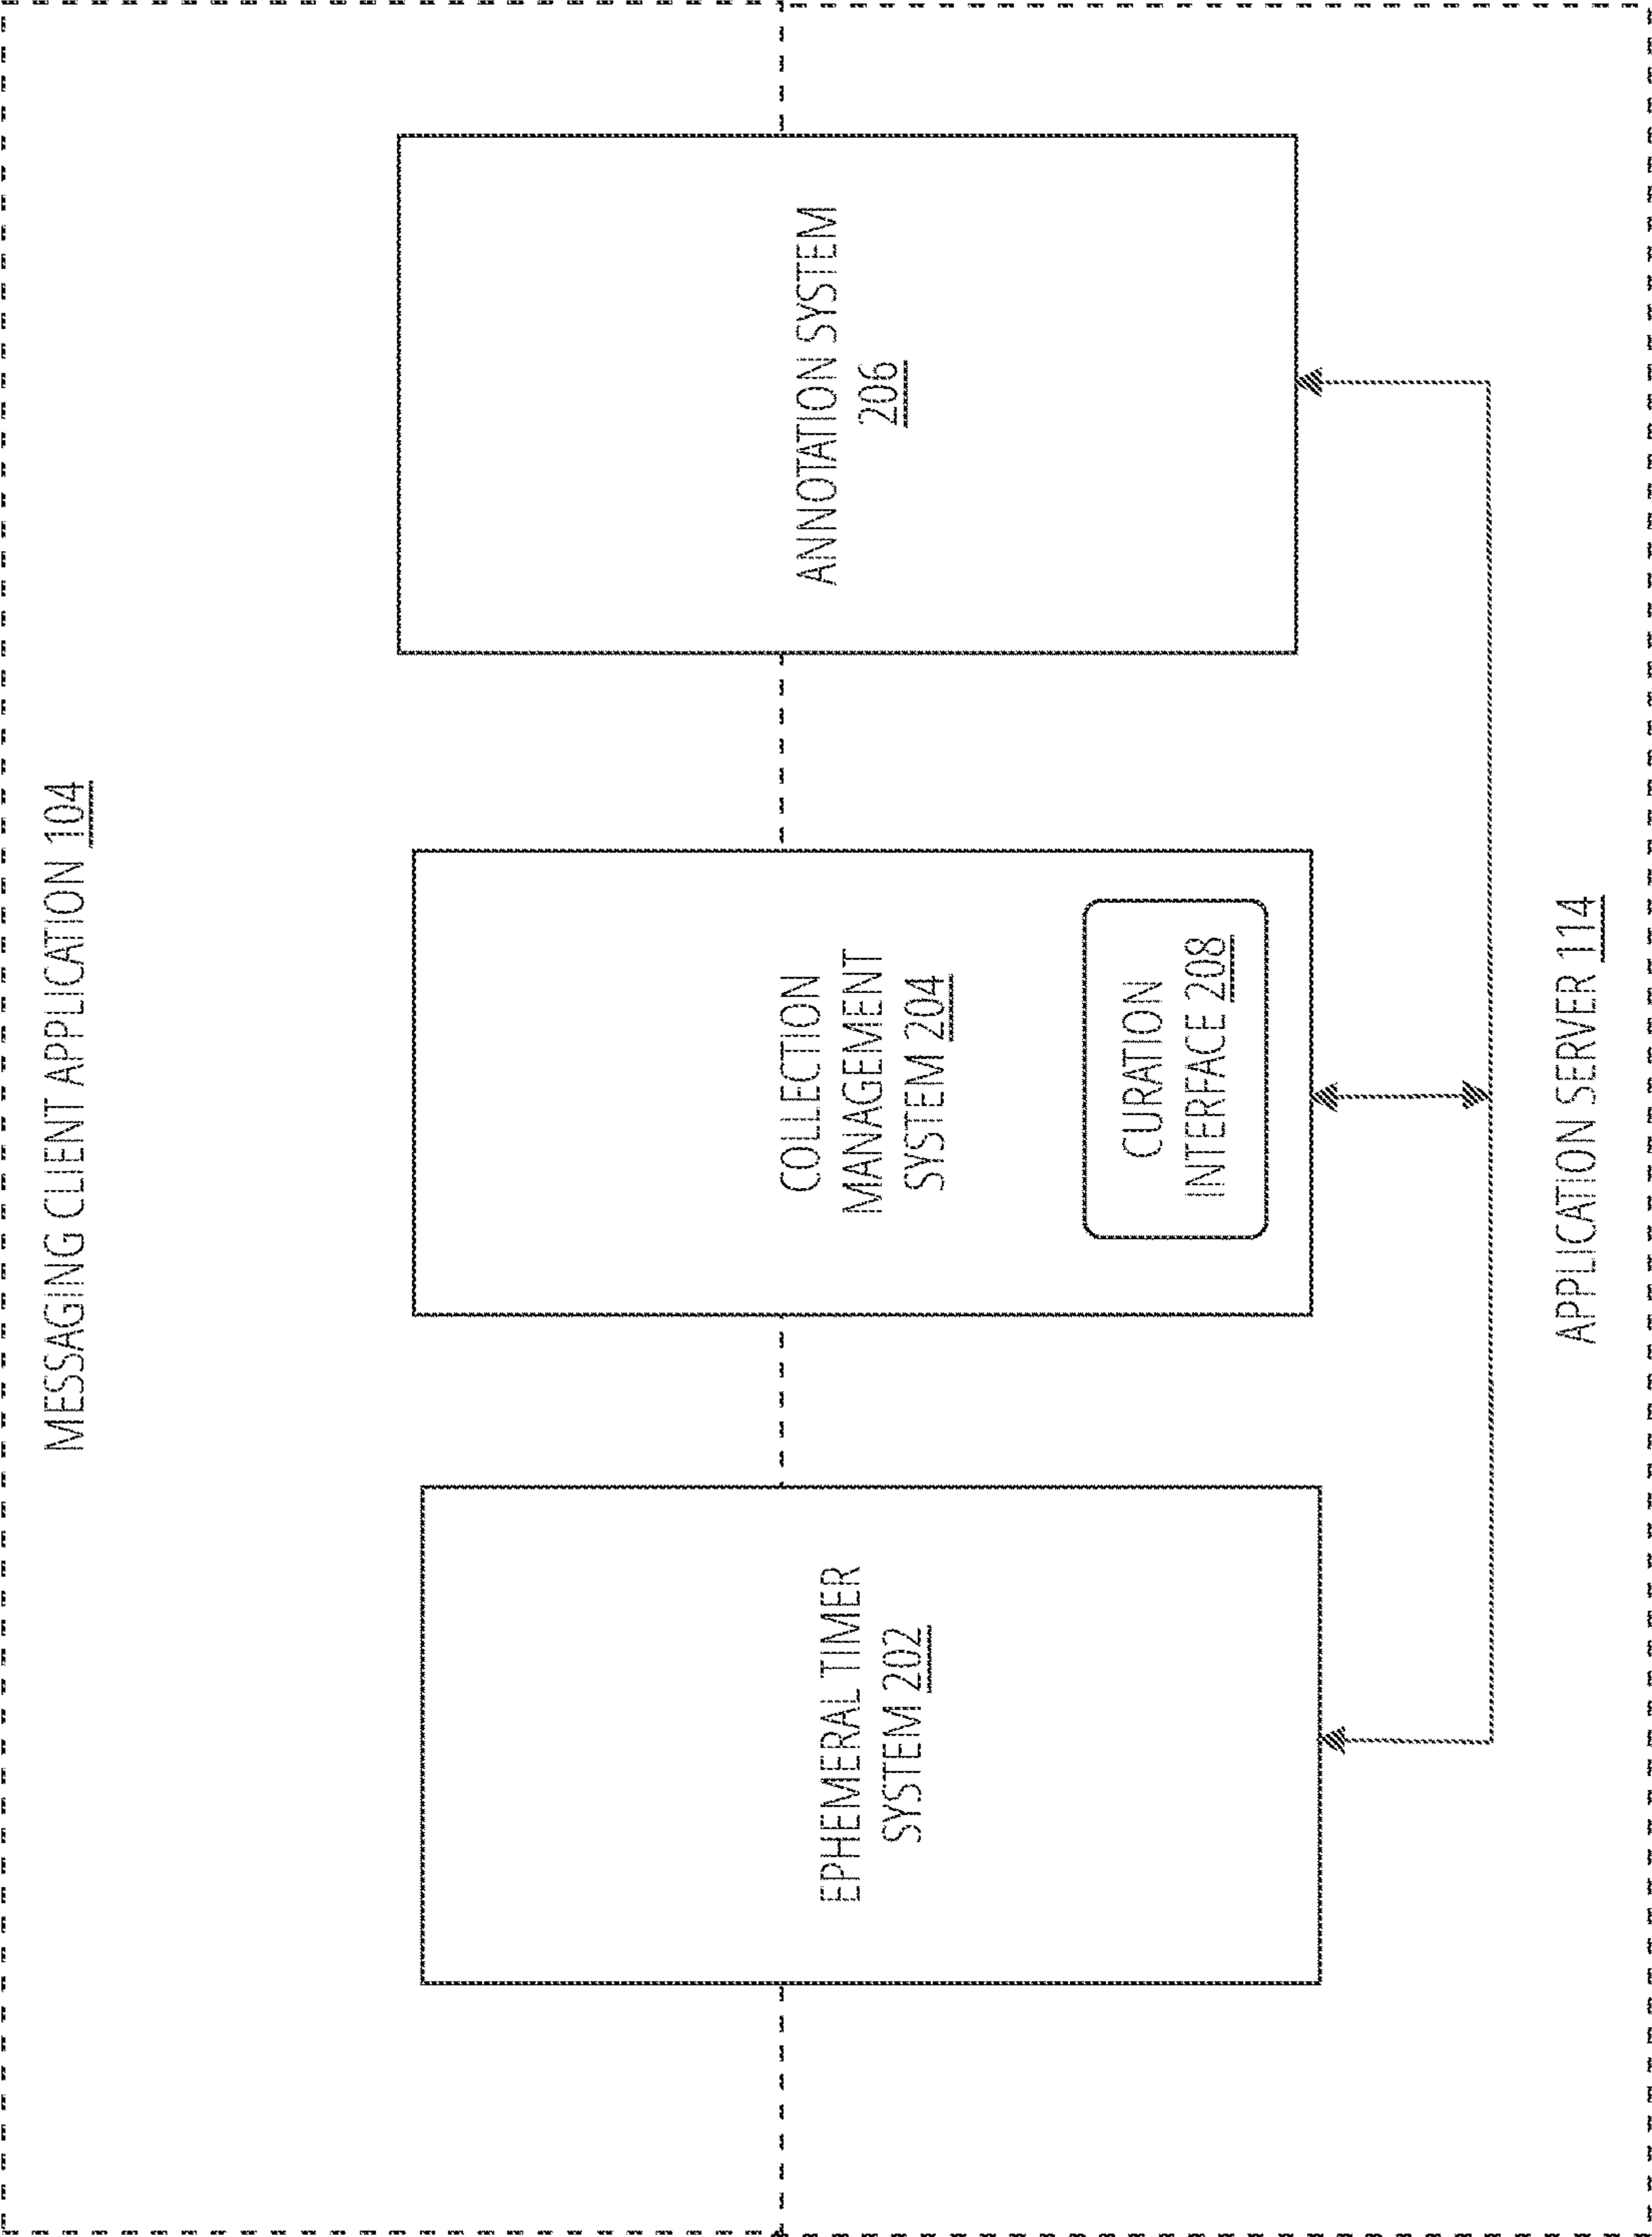 MESSAGING CLIENT APPLICATION 104
EPHEMERAL TIMER
SYSTEM 202
COLLECTION
MANAGEMENT
SYSTEM 204
CURATION
INTERFACE 208
ANNOTATION SYSTEM
206
APPLICATION SERVER 114